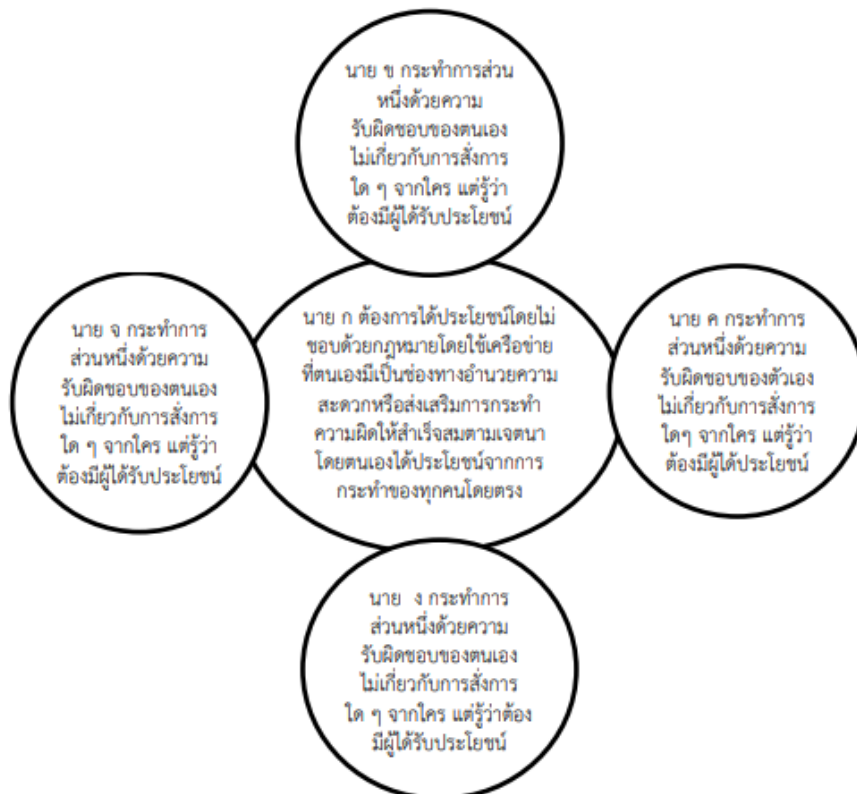 นาย ข กระทำการส่วน
หนึ่งด้วยความ
รับผิดชอบของตนเอง
ไม่เกี่ยวกับการสั่งการ
ใด ๆ จากใคร แต่รู้ว่า
ต้องมีผู้ได้รับประโยชน์
นาย จ กระทำการ
ส่วนหนึ่งด้วยความ
รับผิดชอบของตนเอง
ไม่เกี่ยวกับการสั่งการ
ใด ๆ จากใคร แต่รู้ว่า
ต้องมีผู้ได้รับประโยชน์
นาย ก ต้องการได้ประโยชน์โดยไม่
ชอบด้วยกฎหมายโดยใช้เครือข่าย
ที่ตนเองมีเป็นช่องทางอำนวยความ
สะดวกหรือส่งเสริมการกระทำ
ความผิดให้สำเร็จสมตามเจตนา
โดยตนเองได้ประโยชน์จากการ
กระทำของทุกคนโดยตรง
นาย ค กระทำการ
ส่วนหนึ่งด้วยความ
รับผิดชอบของตัวเอง
ไม่เกี่ยวกับการสั่งการ
ใดๆ จากใคร แต่รู้ว่า
ต้องมีผู้ได้ประโยชน์
นาย ง กระทำการ
ส่วนหนึ่งด้วยความ
รับผิดชอบของตนเอง
ไม่เกี่ยวกับการสั่งการ
ใด ๆ จากใคร แต่รู้ว่าต้อง
มีผู้ได้รับประโยชน์